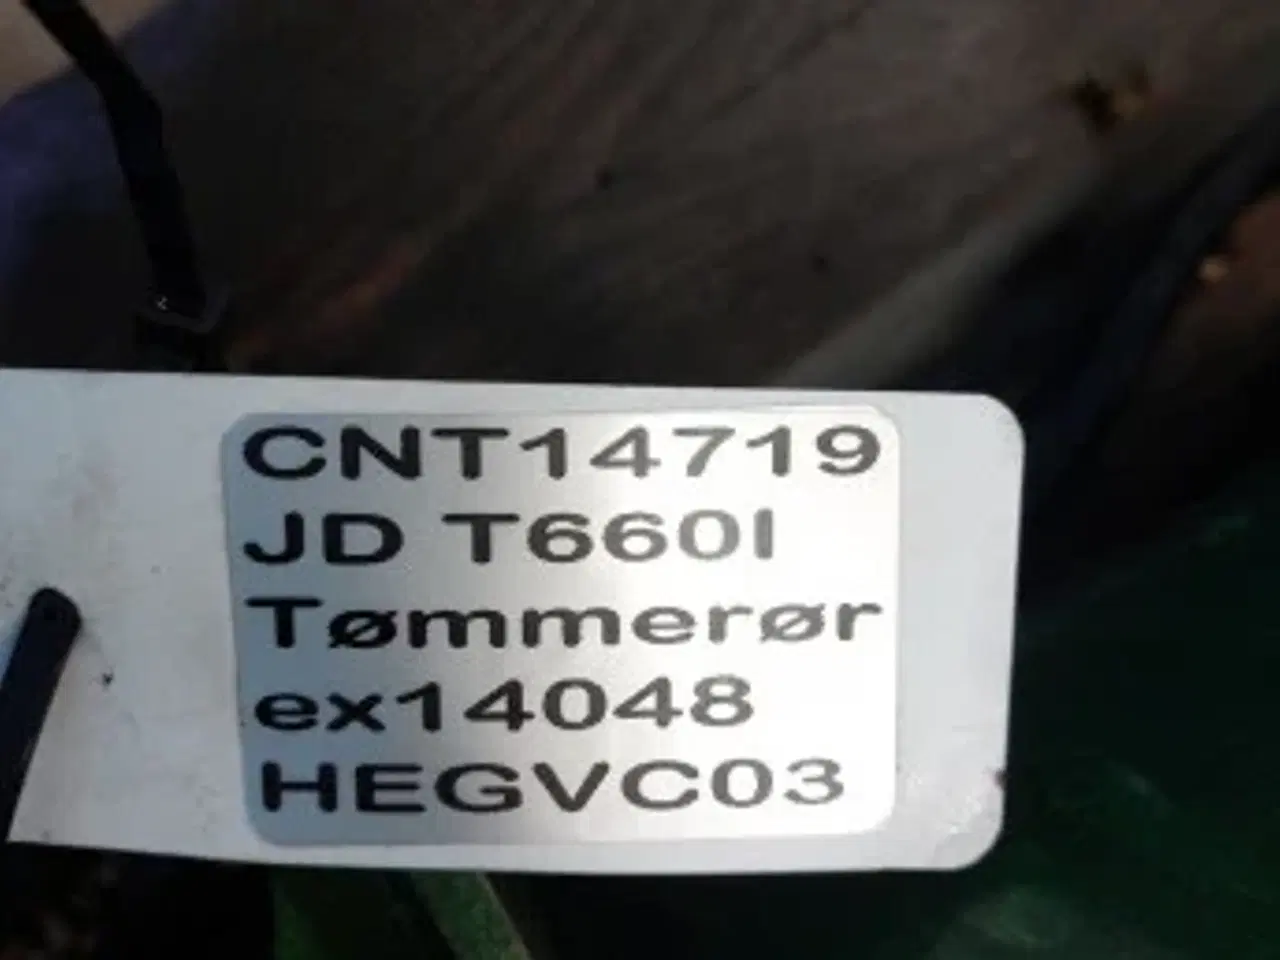 CNT14719
JD T660I
Tømmerør
ex14048
HEGVC03